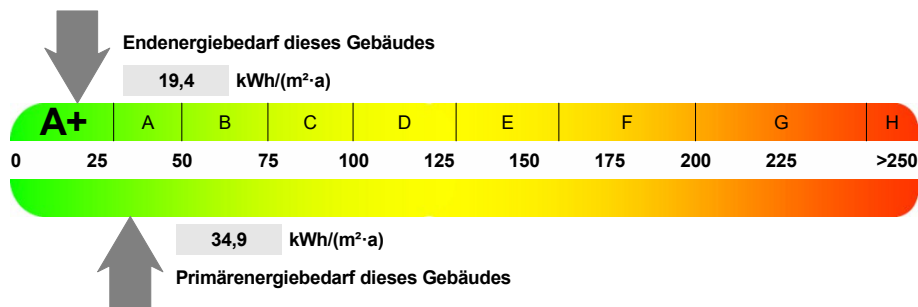 Endenergiebedarf dieses Gebäudes
19,4 kWh/(m²·a)
A+ A B C D E F G H
0 25 50 75 100 125 150 175 200 225 >250
34,9 kWh/(m²·a)
Primärenergiebedarf dieses Gebäudes